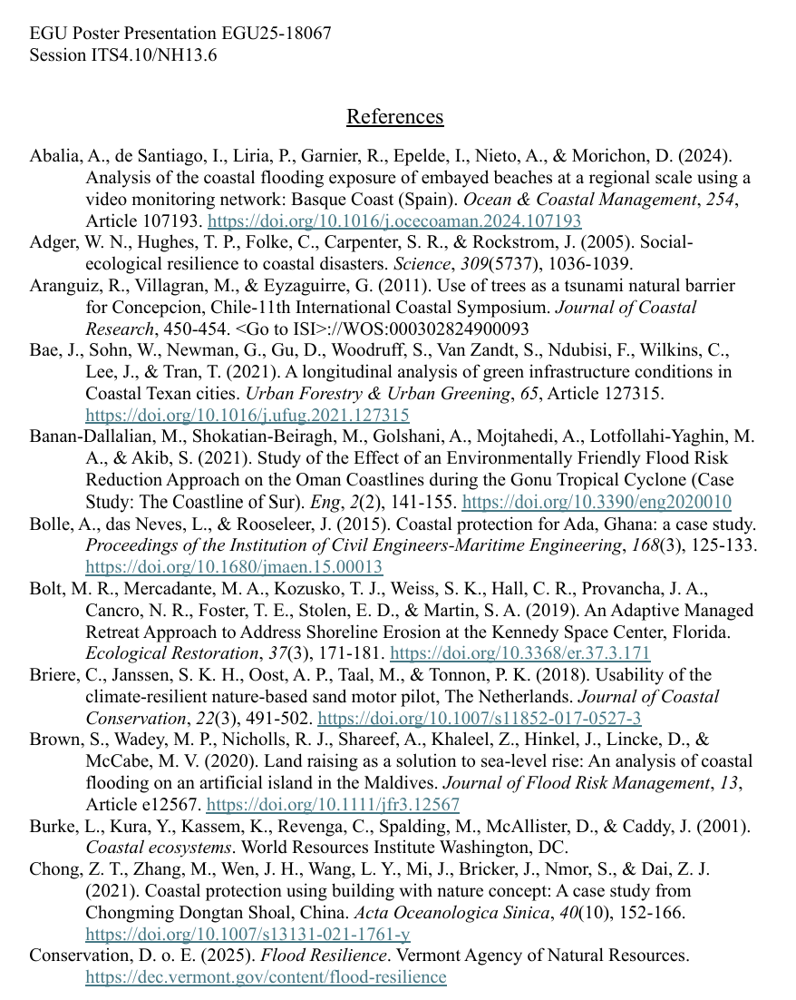 EGU Poster Presentation EGU25-18067
Session ITS4.10/NH13.6
References
Abalia, A., de Santiago, I., Liria, P., Garnier, R., Epelde, I., Nieto, A., & Morichon, D. (2024).
Analysis of the coastal flooding exposure of embayed beaches at a regional scale using a
video monitoring network: Basque Coast (Spain). Ocean & Coastal Management, 254,
Article 107193. https://doi.org/10.1016/j.ocecoaman.2024.107193
Adger, W. N., Hughes, T. P., Folke, C., Carpenter, S. R., & Rockstrom, J. (2005). Social-
ecological resilience to coastal disasters. Science, 309(5737), 1036-1039.
Aranguiz, R., Villagran, M., & Eyzaguirre, G. (2011). Use of trees as a tsunami natural barrier
for Concepcion, Chile-11th International Coastal Symposium. Journal of Coastal
Research, 450-454. <Go to ISI>://WOS:000302824900093
Bae, J., Sohn, W., Newman, G., Gu, D., Woodruff, S., Van Zandt, S., Ndubisi, F., Wilkins, C.,
Lee, J., & Tran, T. (2021). A longitudinal analysis of green infrastructure conditions in
Coastal Texan cities. Urban Forestry & Urban Greening, 65, Article 127315.
https://doi.org/10.1016/j.ufug.2021.127315
Banan-Dallalian, M., Shokatian-Beiragh, M., Golshani, A., Mojtahedi, A., Lotfollahi-Yaghin, M.
A., & Akib, S. (2021). Study of the Effect of an Environmentally Friendly Flood Risk
Reduction Approach on the Oman Coastlines during the Gonu Tropical Cyclone (Case
Study: The Coastline of Sur). Eng, 2(2), 141-155. https://doi.org/10.3390/eng2020010
Bolle, A., das Neves, L., & Rooseleer, J. (2015). Coastal protection for Ada, Ghana: a case study.
Proceedings of the Institution of Civil Engineers-Maritime Engineering, 168(3), 125-133.
https://doi.org/10.1680/jmaen.15.00013
Bolt, M. R., Mercadante, M. A., Kozusko, T. J., Weiss, S. K., Hall, C. R., Provancha, J. A.,
Cancro, N. R., Foster, T. E., Stolen, E. D., & Martin, S. A. (2019). An Adaptive Managed
Retreat Approach to Address Shoreline Erosion at the Kennedy Space Center, Florida.
Ecological Restoration, 37(3), 171-181. https://doi.org/10.3368/er.37.3.171
Briere, C., Janssen, S. K. H., Oost, A. P., Taal, M., & Tonnon, P. K. (2018). Usability of the
climate-resilient nature-based sand motor pilot, The Netherlands. Journal of Coastal
Conservation, 22(3), 491-502. https://doi.org/10.1007/s11852-017-0527-3
Brown, S., Wadey, M. P., Nicholls, R. J., Shareef, A., Khaleel, Z., Hinkel, J., Lincke, D., &
McCabe, M. V. (2020). Land raising as a solution to sea-level rise: An analysis of coastal
flooding on an artificial island in the Maldives. Journal of Flood Risk Management, 13,
Article e12567. https://doi.org/10.1111/jfr3.12567
Burke, L., Kura, Y., Kassem, K., Revenga, C., Spalding, M., McAllister, D., & Caddy, J. (2001).
Coastal ecosystems. World Resources Institute Washington, DC.
Chong, Z. T., Zhang, M., Wen, J. H., Wang, L. Y., Mi, J., Bricker, J., Nmor, S., & Dai, Z. J.
(2021). Coastal protection using building with nature concept: A case study from
Chongming Dongtan Shoal, China. Acta Oceanologica Sinica, 40(10), 152-166.
https://doi.org/10.1007/s13131-021-1761-y
Conservation, D. o. E. (2025). Flood Resilience. Vermont Agency of Natural Resources.
https://dec.vermont.gov/content/flood-resilience